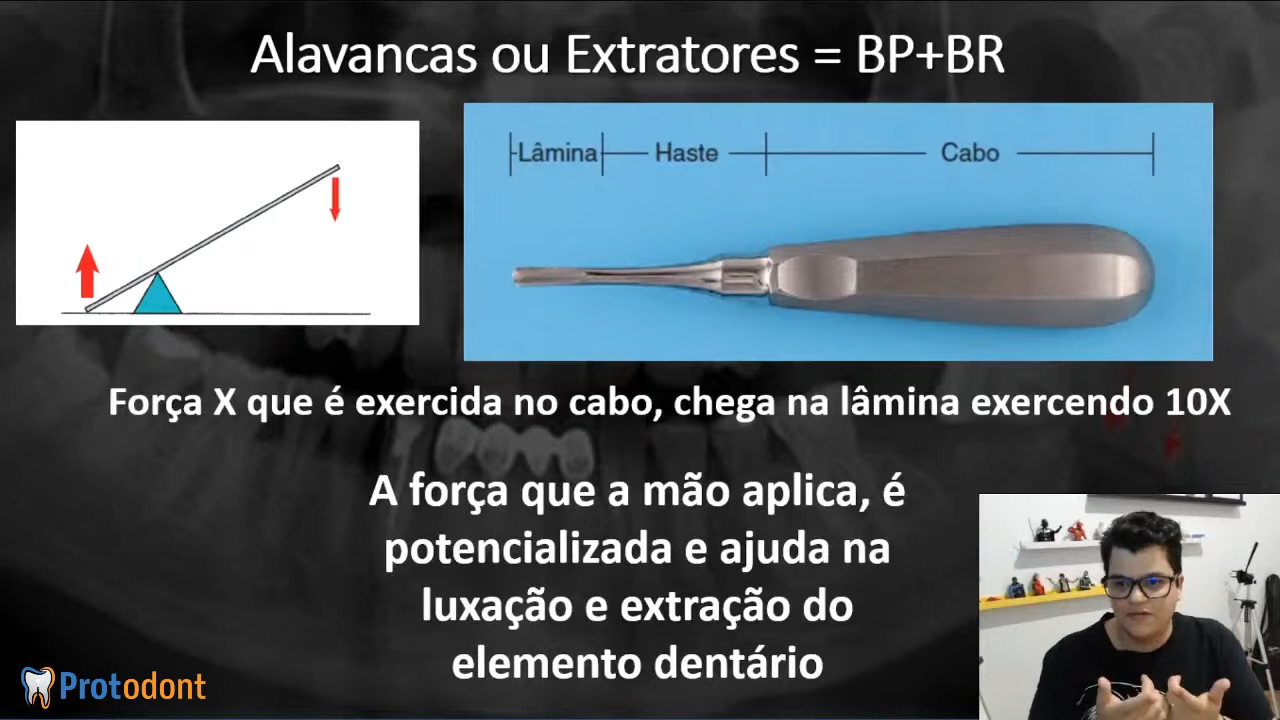 Alavancas ou Extratores = BP+BR
Lâmina Haste Cabo
Força X que é exercida no cabo, chega na lâmina exercendo 10X
A força que a mão aplica, é
potencializada e ajuda na
luxação e extração do
elemento dentário
Protodont